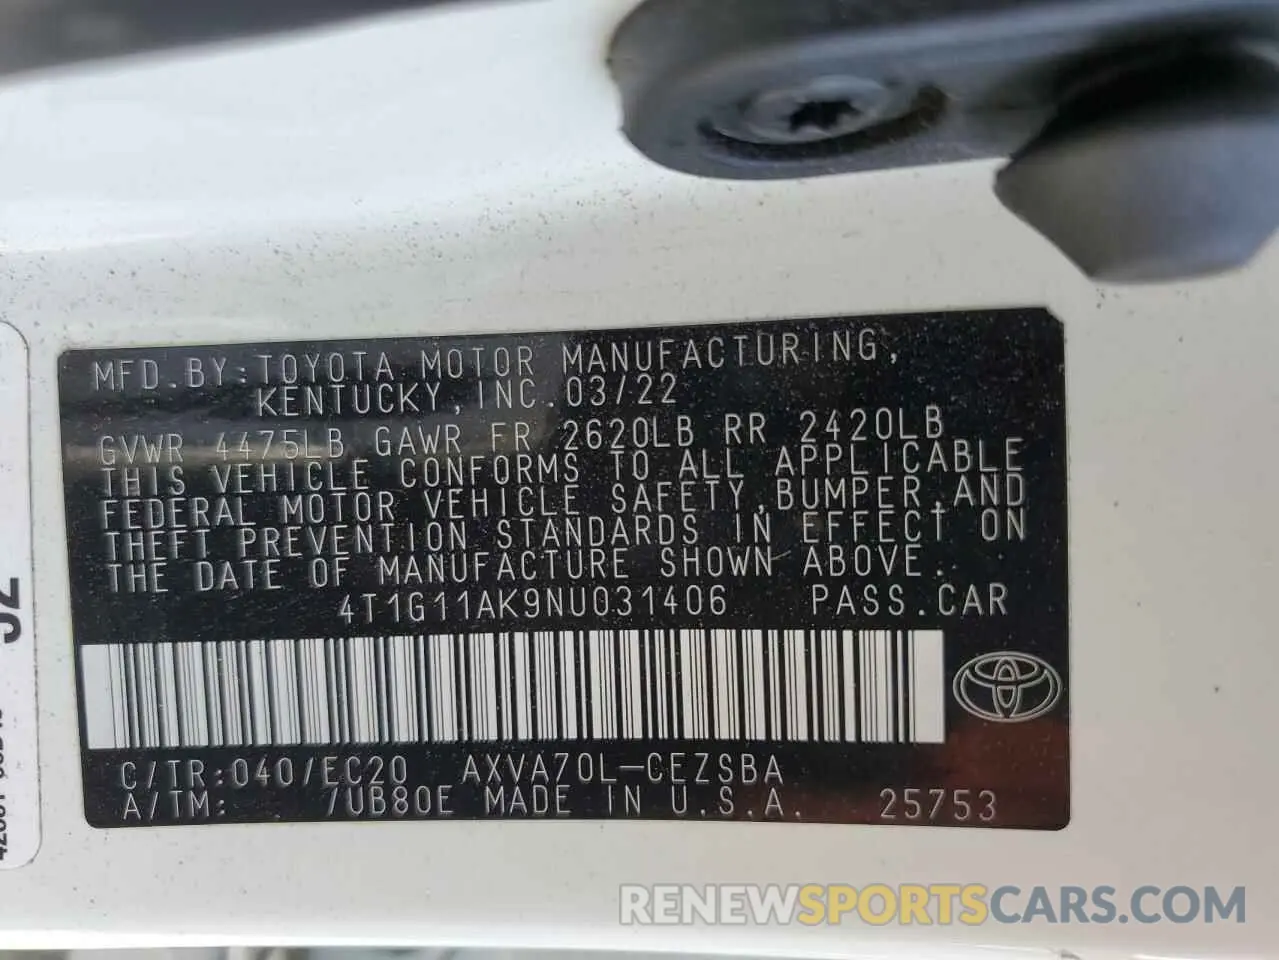 MFD.BY:TOYOTA MOTOR MANUFACTURING,
KENTUCKY,INC.03/22
GVWR 4475LB GAWR FR 2620LB RR 2420LB
THIS VEHICLE CONFORMS TO ALL APPLICABLE
FEDERAL MOTOR VEHICLE SAFETY,BUMPER,AND
THEFT PREVENTION STANDARDS IN EFFECT ON
THE DATE OF MANUFACTURE SHOWN ABOVE.
4T1G11AK9NU031406 PASS.CAR
C/TR:040/EC20 AXVA70L-CEZSBA
A/TM: /UB80E MADE IN U.S.A. 25753
RENEWSPORTSCARS.COM